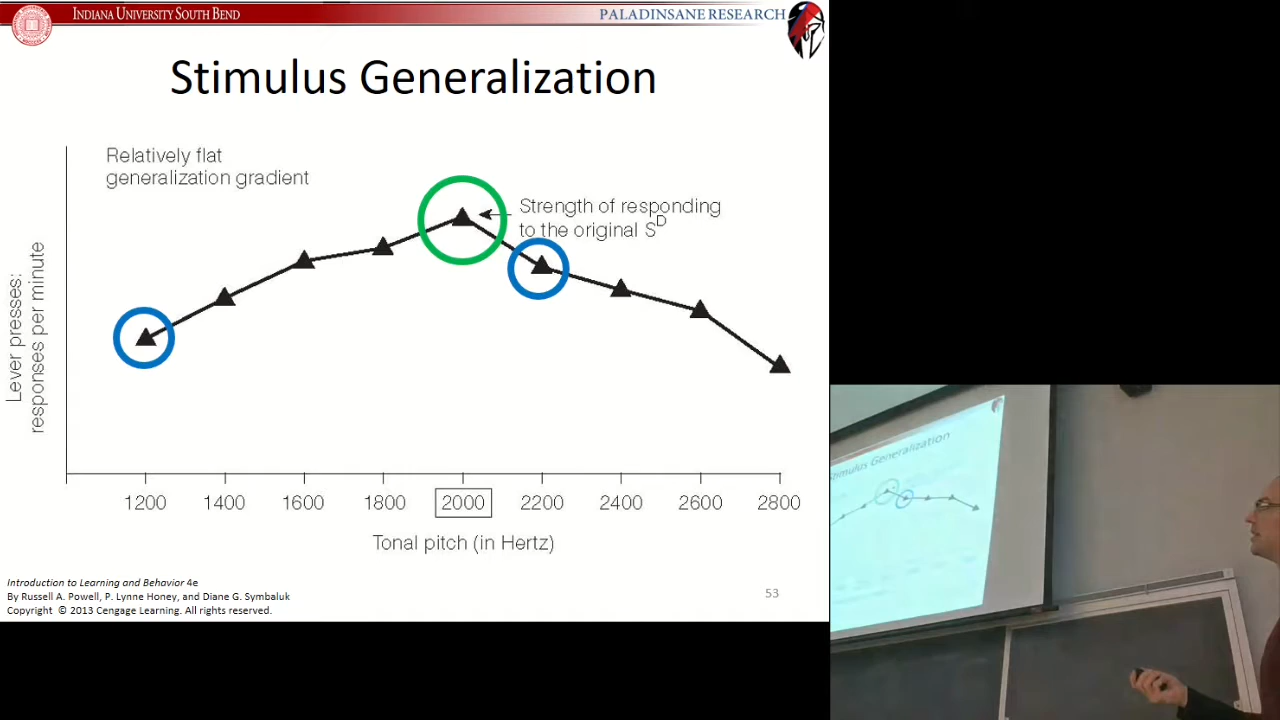 INDIANA UNIVERSITY SOUTH BEND
PALADINSANE RESEARCH
Stimulus Generalization
Relatively flat
generalization gradient
Strength of responding
to the original SD
Lever presses:
responses per minute
1200 1400 1600 1800 2000 2200 2400 2600 2800
Tonal pitch (in Hertz)
Introduction to Learning and Behavior 4e
By Russell A. Powell, P. Lynne Honey, and Diane G. Symbaluk
Copyright © 2013 Cengage Learning. All rights reserved.
53
Stimulus Generalization